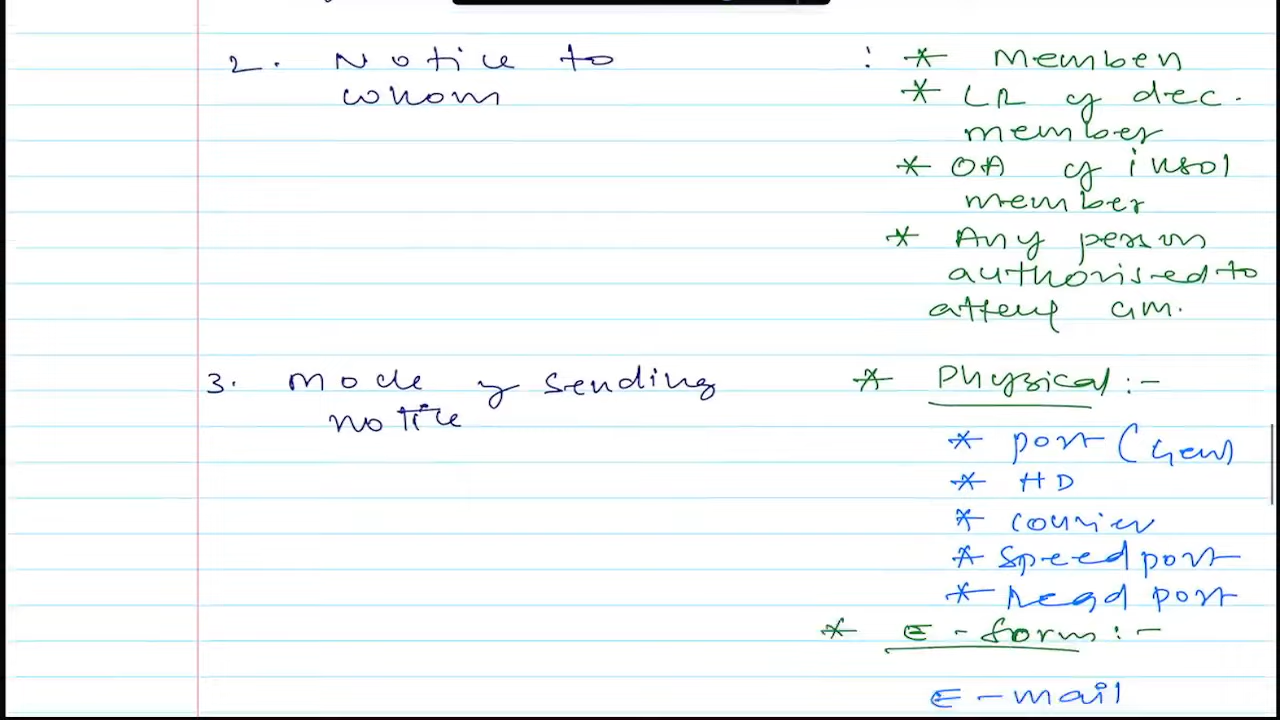 2. Notice to : * Member
whom * LR of dec.
member
* OA of insol
member
* Any person
authorised to
attend GM.
3. Mode of sending * Physical :-
notice
* post (Gen)
* HD
* courier
* speed post
* Regd post
* E-form :-
E-mail